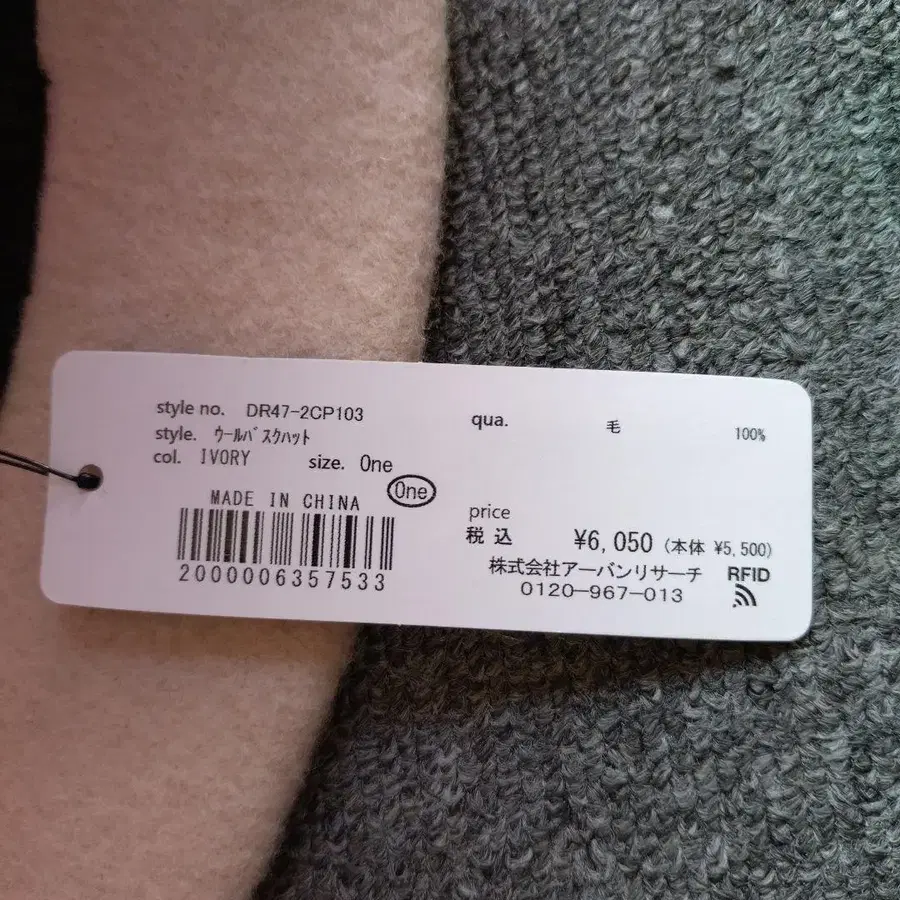 style no. DR47-2CP103
style. ｳｰﾙﾊﾞｽｸﾊｯﾄ
col. IVORY size. One
One
MADE IN CHINA
2000006357533
qua. 毛 100%
price
税込 ¥6,050 (本体 ¥5,500)
株式会社アーバンリサーチ
0120-967-013
RFID